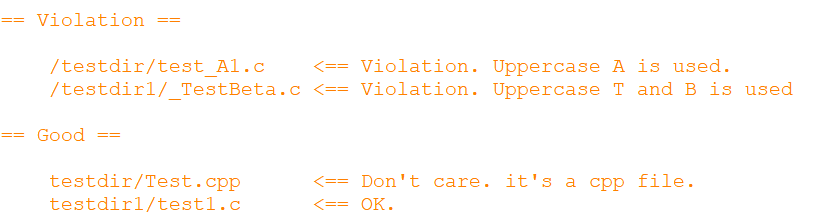 == Violation ==
    /testdir/test_A1.c    <== Violation. Uppercase A is used.
    /testdir1/_TestBeta.c <== Violation. Uppercase T and B is used
== Good ==
    testdir/Test.cpp      <== Don't care. it's a cpp file.
    testdir1/test1.c      <== OK.